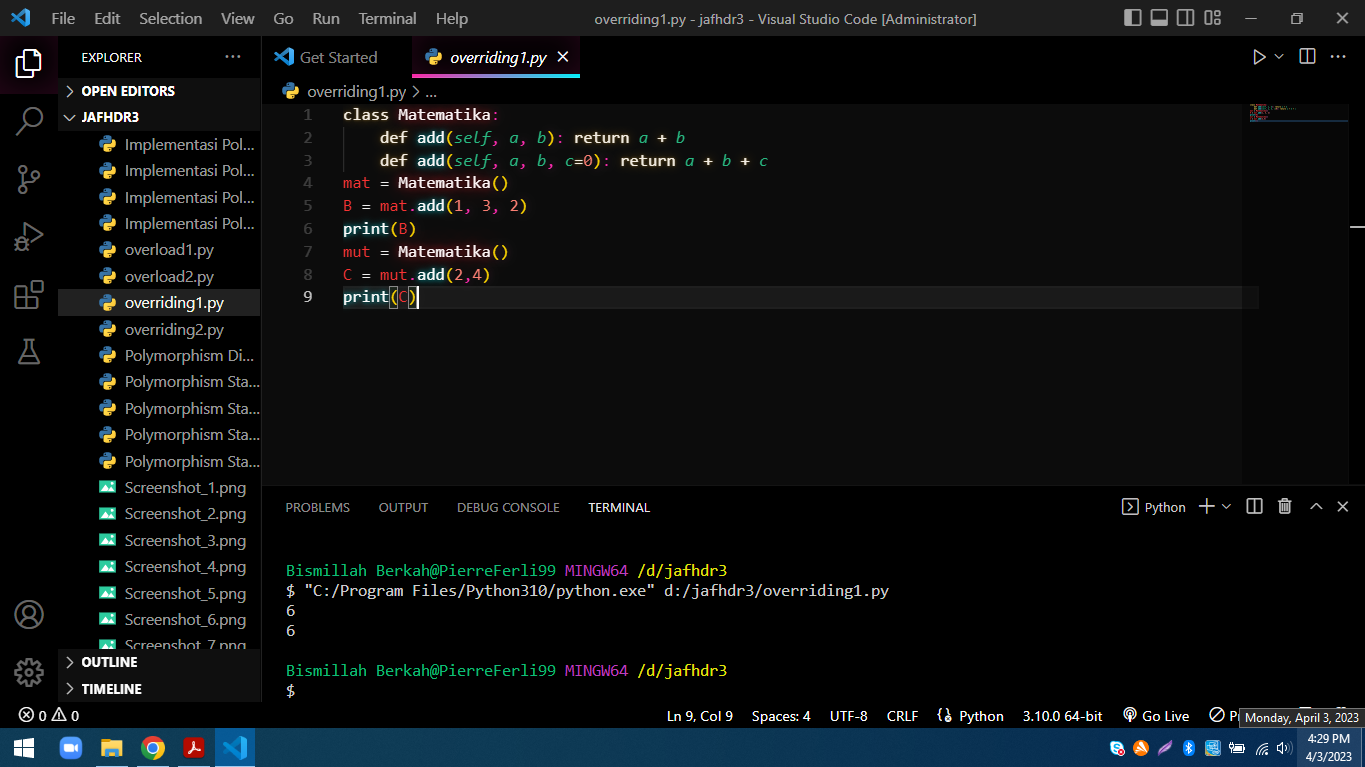 File Edit Selection View Go Run Terminal Help overriding1.py - jafhdr3 - Visual Studio Code [Administrator]
EXPLORER ···
Get Started overriding1.py
OPEN EDITORS
overriding1.py > ...
JAFHDR3
Implementasi Pol...
Implementasi Pol...
Implementasi Pol...
Implementasi Pol...
overload1.py
overload2.py
overriding1.py
overriding2.py
Polymorphism Di...
Polymorphism Sta...
Polymorphism Sta...
Polymorphism Sta...
Polymorphism Sta...
Screenshot_1.png
Screenshot_2.png
Screenshot_3.png
Screenshot_4.png
Screenshot_5.png
Screenshot_6.png
Screenshot_7.png
OUTLINE
TIMELINE
1 class Matematika:
2     def add(self, a, b): return a + b
3     def add(self, a, b, c=0): return a + b + c
4 mat = Matematika()
5 B = mat.add(1, 3, 2)
6 print(B)
7 mut = Matematika()
8 C = mut.add(2,4)
9 print(C)
PROBLEMS OUTPUT DEBUG CONSOLE TERMINAL Python
Bismillah Berkah@PierreFerli99 MINGW64 /d/jafhdr3
$ "C:/Program Files/Python310/python.exe" d:/jafhdr3/overriding1.py
6
6
Bismillah Berkah@PierreFerli99 MINGW64 /d/jafhdr3
$
0 0 Ln 9, Col 9 Spaces: 4 UTF-8 CRLF Python 3.10.0 64-bit Go Live
Monday, April 3, 2023
4:29 PM
4/3/2023